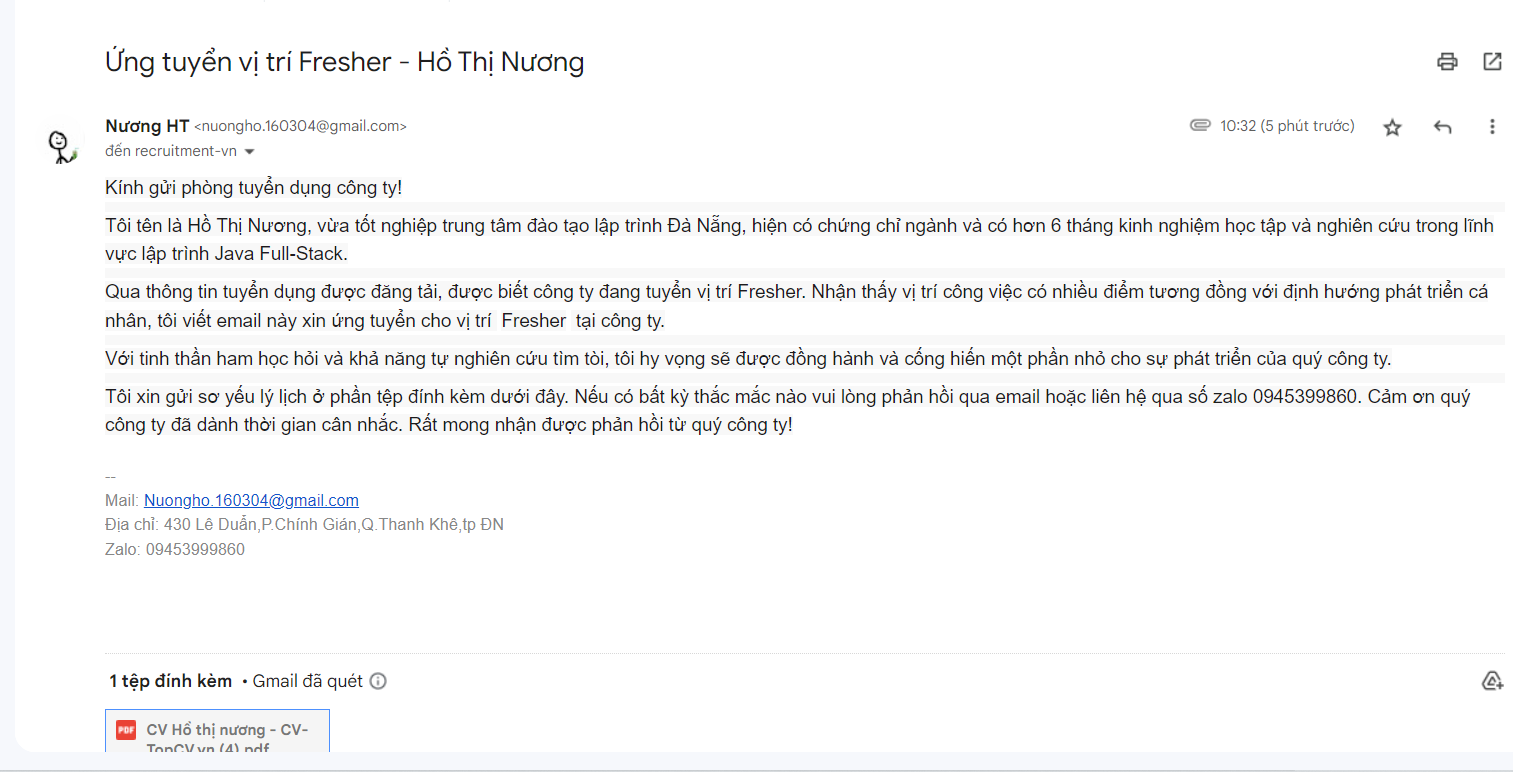 Ứng tuyển vị trí Fresher - Hồ Thị Nương
Nương HT <nuongho.160304@gmail.com>
10:32 (5 phút trước)
đến recruitment-vn
Kính gửi phòng tuyển dụng công ty!
Tôi tên là Hồ Thị Nương, vừa tốt nghiệp trung tâm đào tạo lập trình Đà Nẵng, hiện có chứng chỉ ngành và có hơn 6 tháng kinh nghiệm học tập và nghiên cứu trong lĩnh
vực lập trình Java Full-Stack.
Qua thông tin tuyển dụng được đăng tải, được biết công ty đang tuyển vị trí Fresher. Nhận thấy vị trí công việc có nhiều điểm tương đồng với định hướng phát triển cá
nhân, tôi viết email này xin ứng tuyển cho vị trí  Fresher  tại công ty.
Với tinh thần ham học hỏi và khả năng tự nghiên cứu tìm tòi, tôi hy vọng sẽ được đồng hành và cống hiến một phần nhỏ cho sự phát triển của quý công ty.
Tôi xin gửi sơ yếu lý lịch ở phần tệp đính kèm dưới đây. Nếu có bất kỳ thắc mắc nào vui lòng phản hồi qua email hoặc liên hệ qua số zalo 0945399860. Cảm ơn quý
công ty đã dành thời gian cân nhắc. Rất mong nhận được phản hồi từ quý công ty!
--
Mail: Nuongho.160304@gmail.com
Địa chỉ: 430 Lê Duẩn,P.Chính Gián,Q.Thanh Khê,tp ĐN
Zalo: 09453999860
1 tệp đính kèm • Gmail đã quét
PDF
CV Hồ thị nương - CV-
TopCV.vn (4).pdf